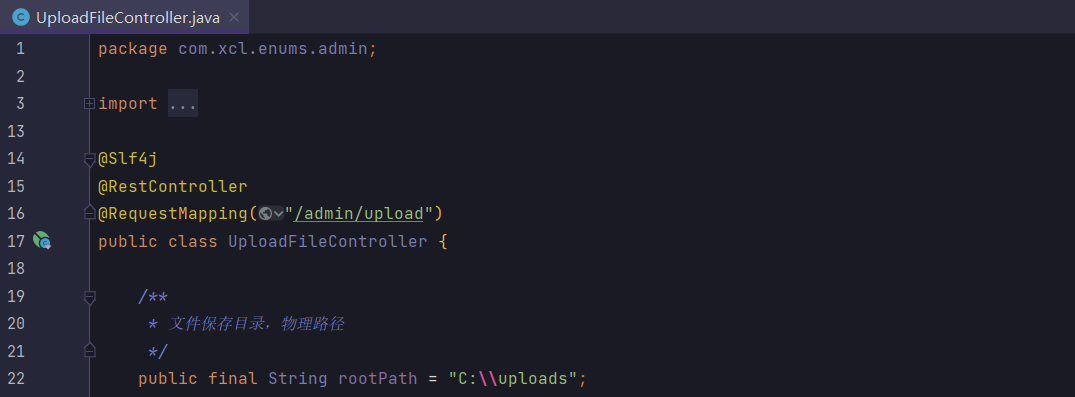 UploadFileController.java
1 package com.xcl.enums.admin;
2
3 import ...
13
14 @Slf4j
15 @RestController
16 @RequestMapping("/admin/upload")
17 public class UploadFileController {
18
19 /**
20 * 文件保存目录，物理路径
21 */
22 public final String rootPath = "C:\\uploads";